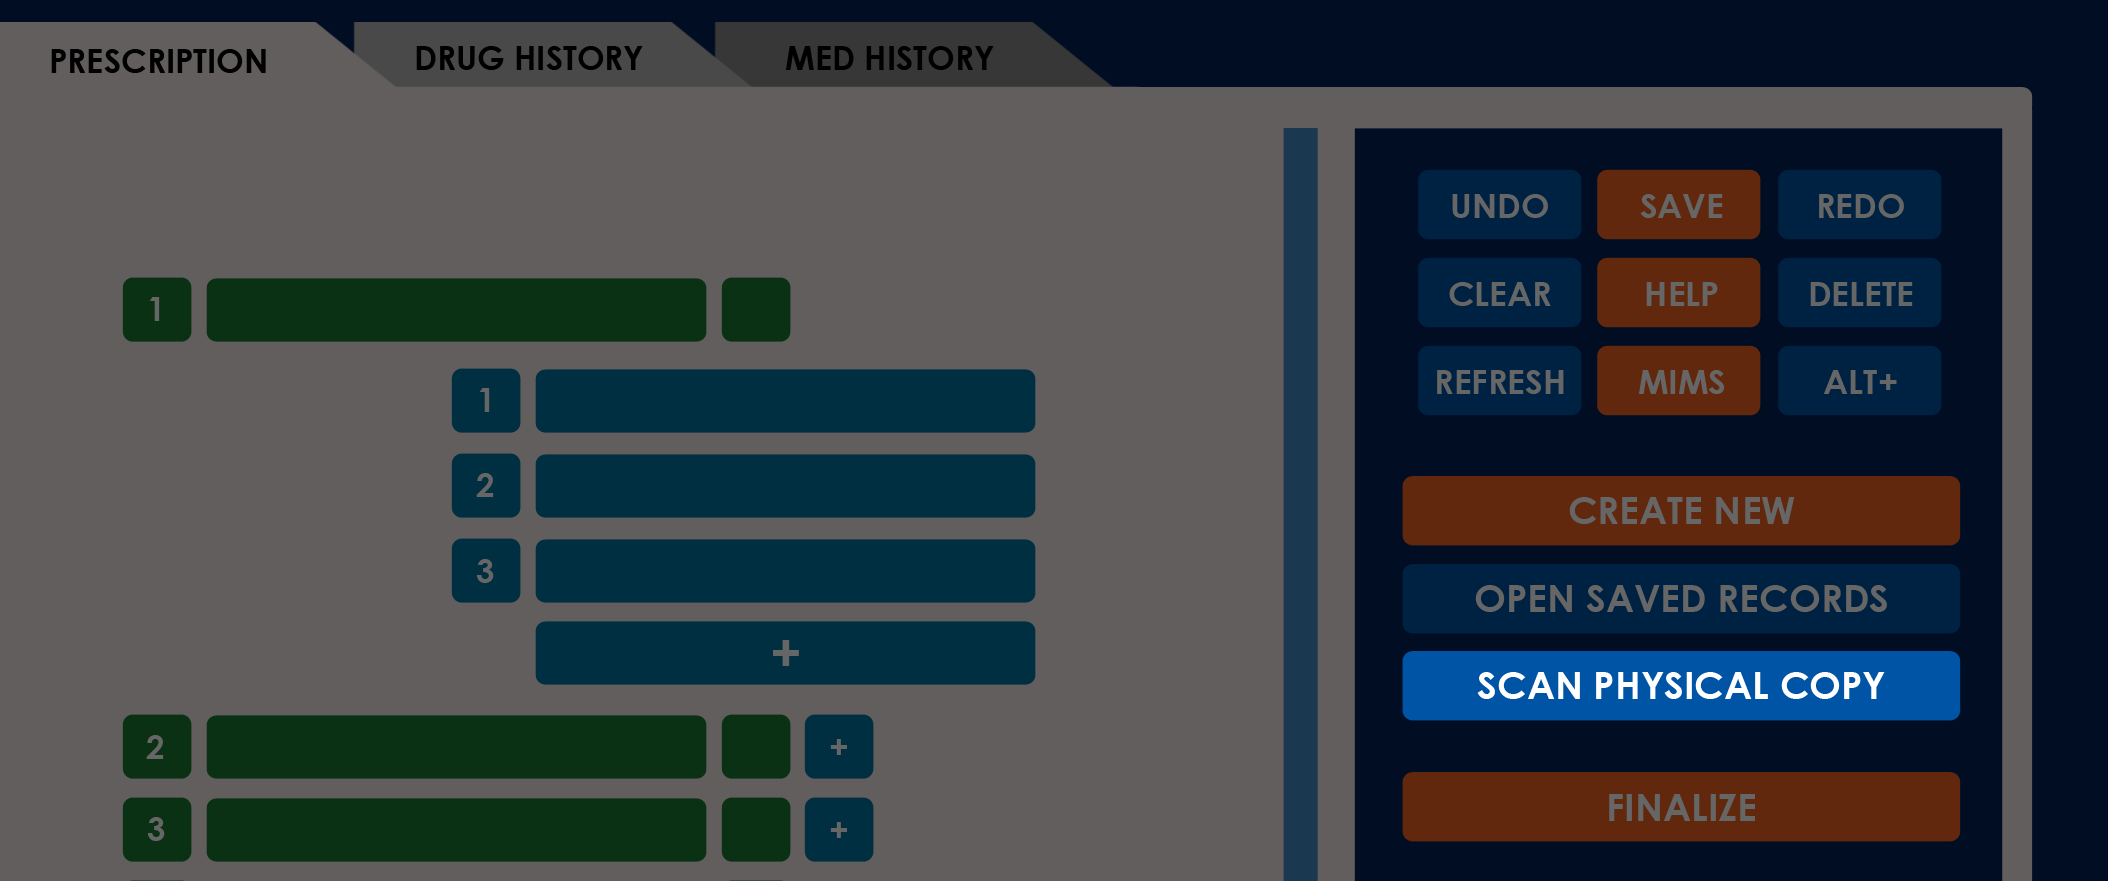 PRESCRIPTION
DRUG HISTORY
MED HISTORY
1
1
2
3
+
2
+
3
+
UNDO
SAVE
REDO
CLEAR
HELP
DELETE
REFRESH
MIMS
ALT+
CREATE NEW
OPEN SAVED RECORDS
SCAN PHYSICAL COPY
FINALIZE